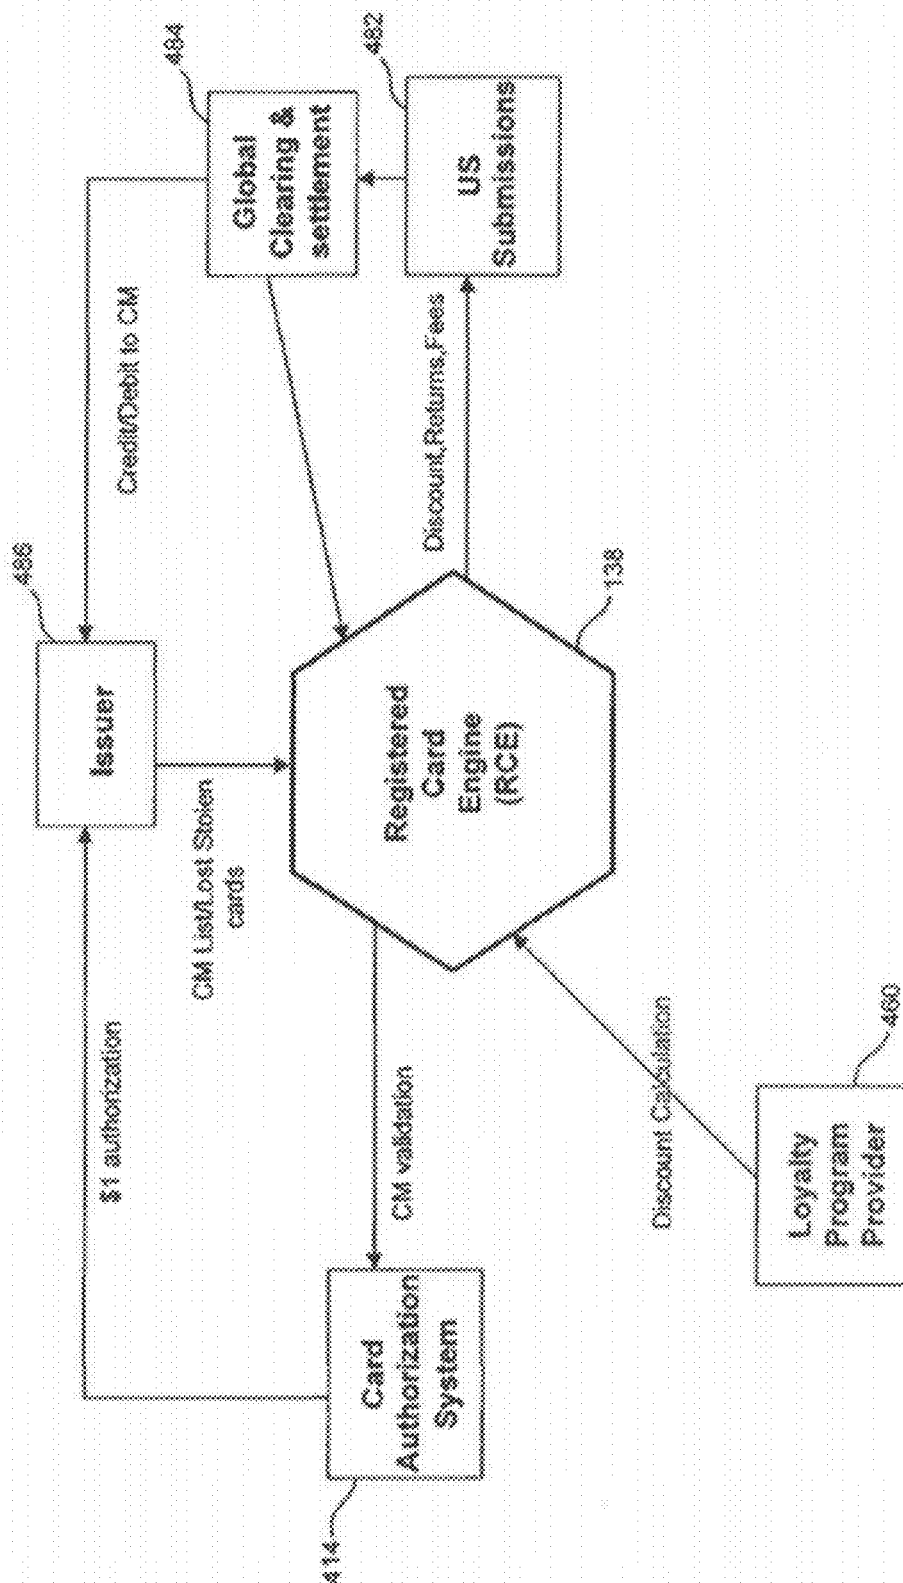 486
Issuer
$1 authorization
Credit/Debit to CM
CM List/Lost Stolen
cards
484
Global
Clearing &
settlement
414
Card
Authorization
System
CM validation
Registered
Card
Engine
(RCE)
138
Discount,Returns,Fees
482
US
Submissions
Discount Calculation
460
Loyalty
Program
Provider